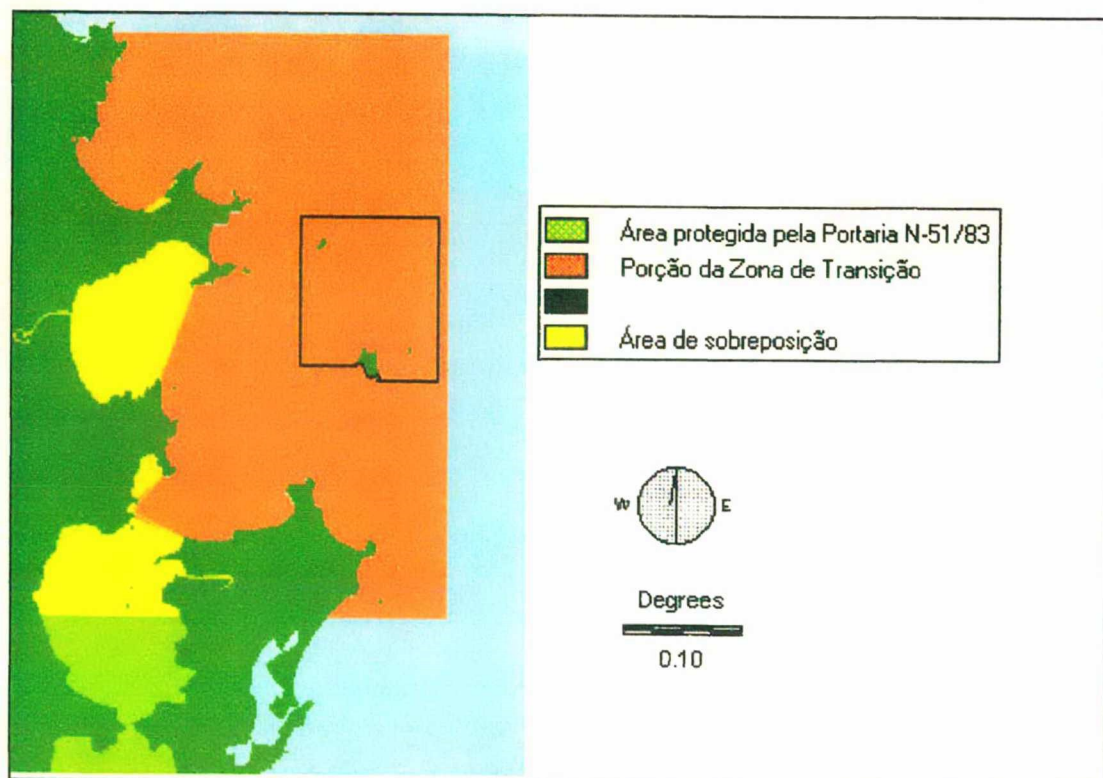 Área protegida pela Portaria N-51/83
Porção da Zona de Transição
Área de sobreposição
W E
Degrees
0.10